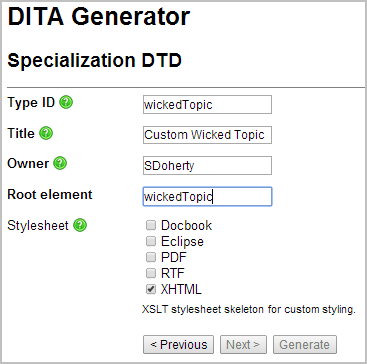 DITA Generator
Specialization DTD
Type ID ? wickedTopic
Title ? Custom Wicked Topic
Owner ? SDoherty
Root element wickedTopic
Stylesheet ? Docbook
Eclipse
PDF
RTF
XHTML
XSLT stylesheet skeleton for custom styling.
< Previous Next > Generate